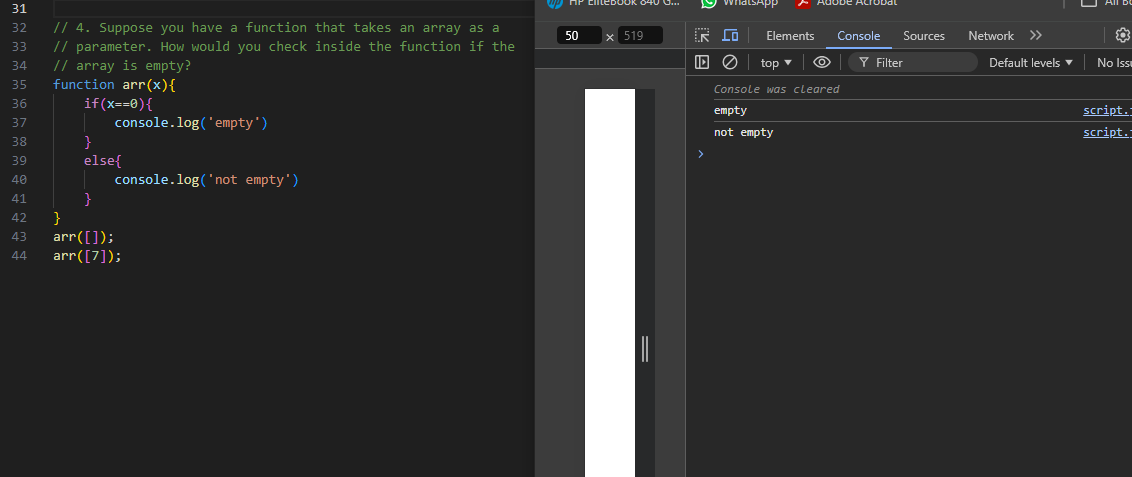 31
32 // 4. Suppose you have a function that takes an array as a
33 // parameter. How would you check inside the function if the
34 // array is empty?
35 function arr(x){
36 if(x==0){
37 console.log('empty')
38 }
39 else{
40 console.log('not empty')
41 }
42 }
43 arr([]);
44 arr([7]);
HP EliteBook 840 G... WhatsApp Adobe Acrobat All Bo
50 × 519
Elements Console Sources Network
top Filter Default levels No Issu
Console was cleared
empty script.j
not empty script.j